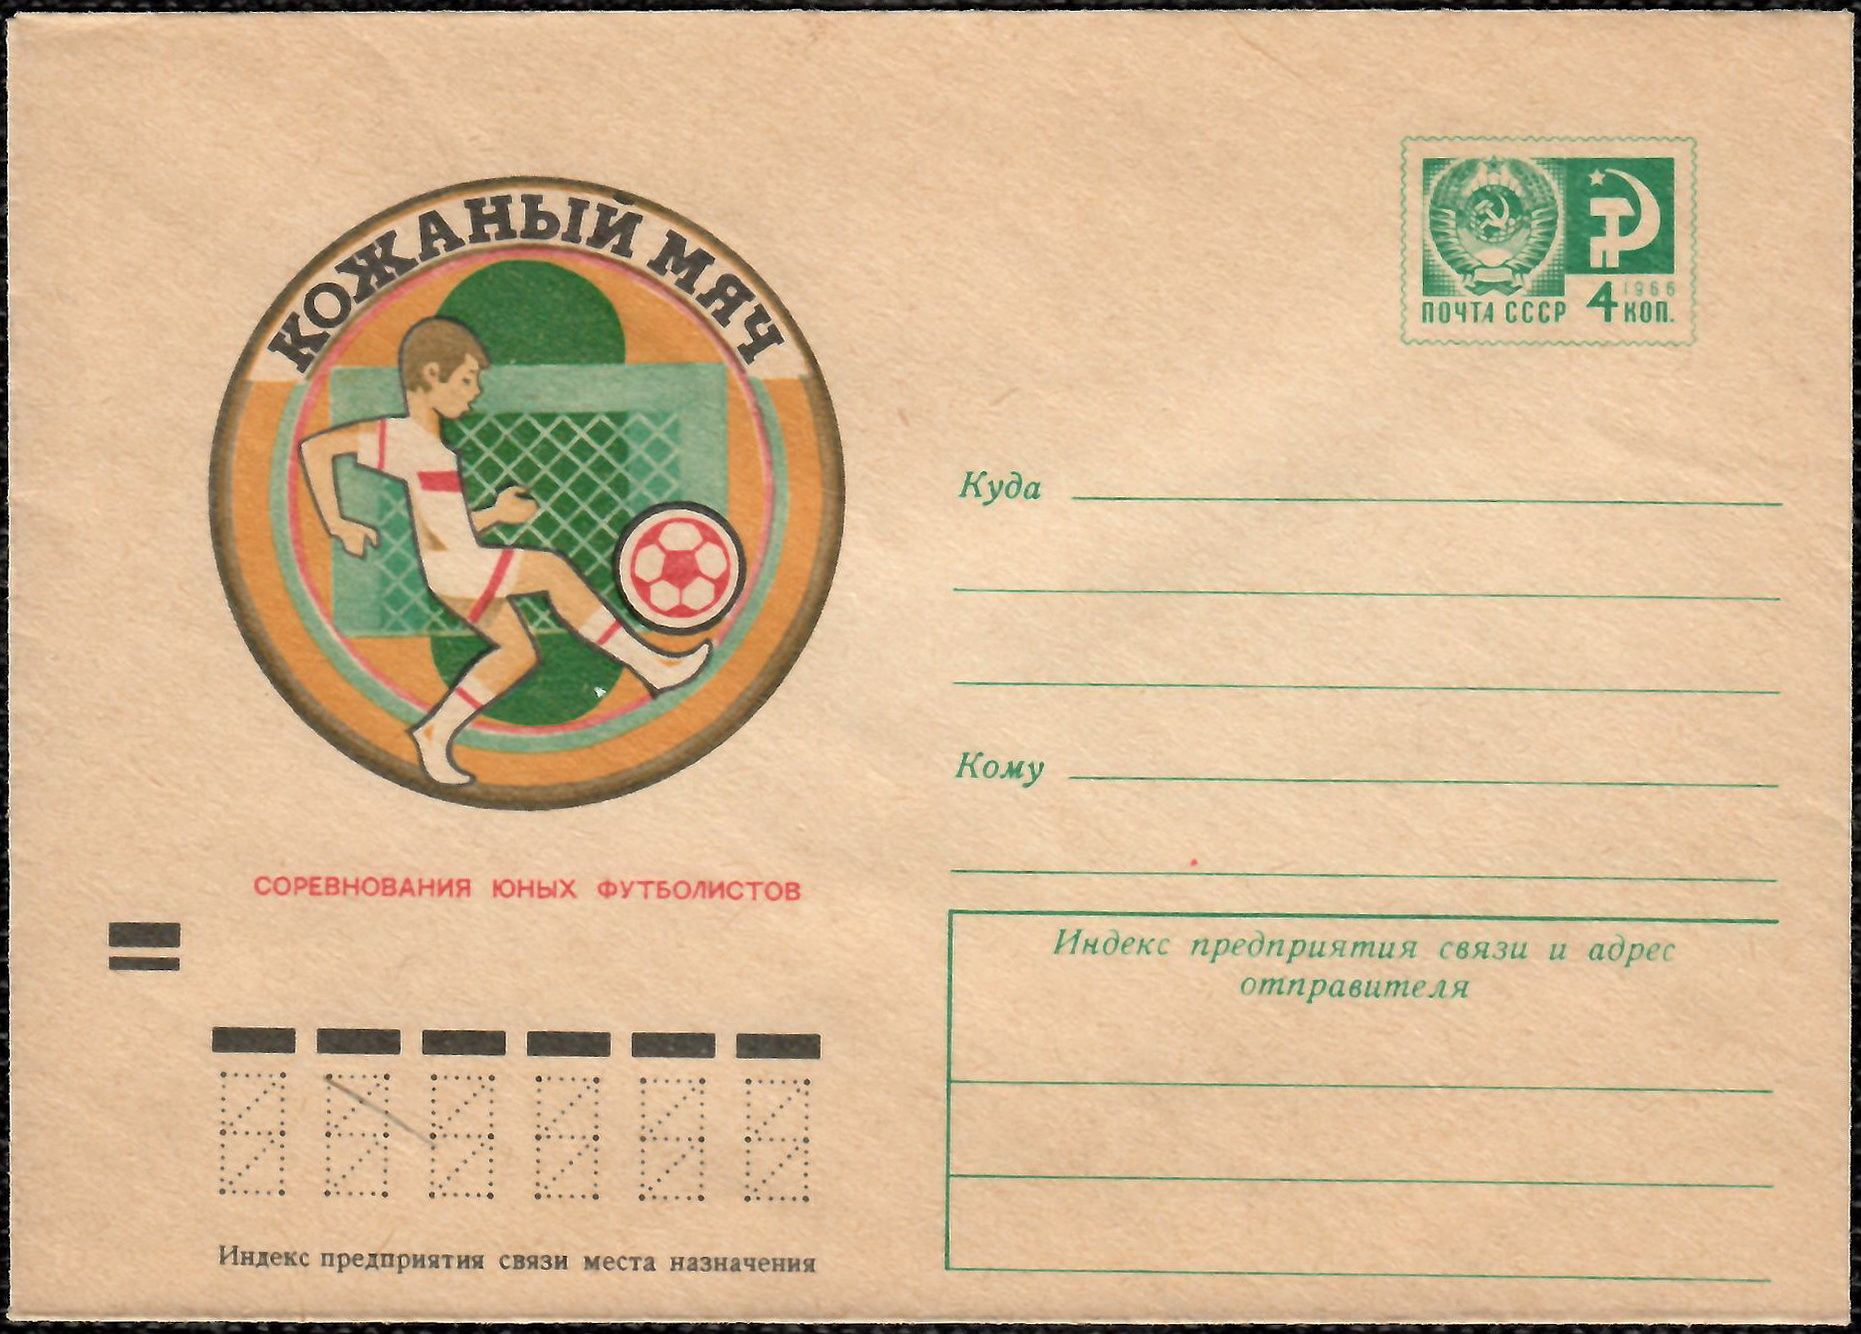 КОЖАНЫЙ МЯЧ
СОРЕВНОВАНИЯ ЮНЫХ ФУТБОЛИСТОВ
Индекс предприятия связи места назначения
1966
ПОЧТА СССР 4 КОП.
Куда
Кому
Индекс предприятия связи и адрес
отправителя